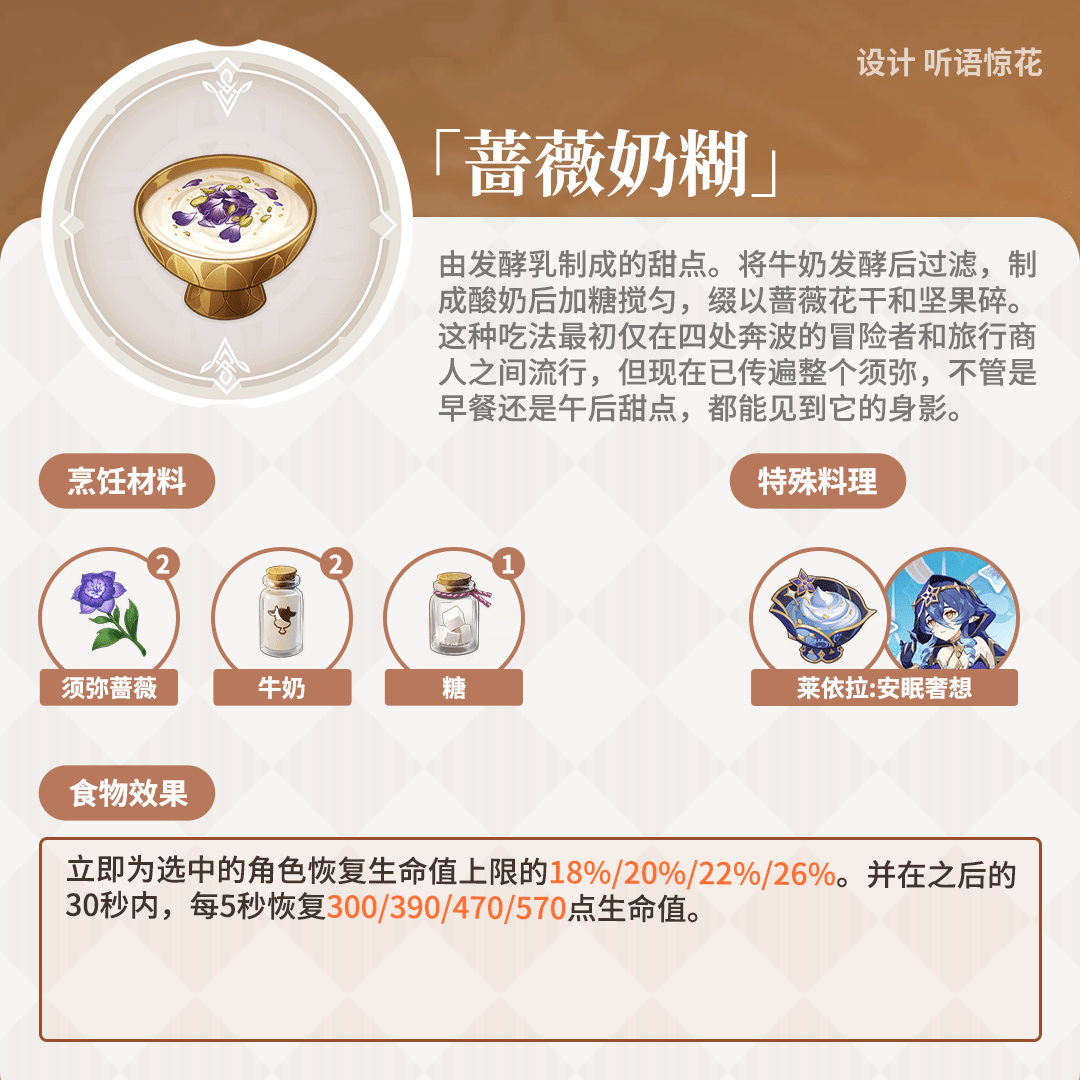 设计 听语惊花
「蔷薇奶糊」
由发酵乳制成的甜点。将牛奶发酵后过滤，制
成酸奶后加糖搅匀，缀以蔷薇花干和坚果碎。
这种吃法最初仅在四处奔波的冒险者和旅行商
人之间流行，但现在已传遍整个须弥，不管是
早餐还是午后甜点，都能见到它的身影。
烹饪材料
特殊料理
2
2
1
须弥蔷薇
牛奶
糖
莱依拉:安眠奢想
食物效果
立即为选中的角色恢复生命值上限的18%/20%/22%/26%。并在之后的
30秒内，每5秒恢复300/390/470/570点生命值。